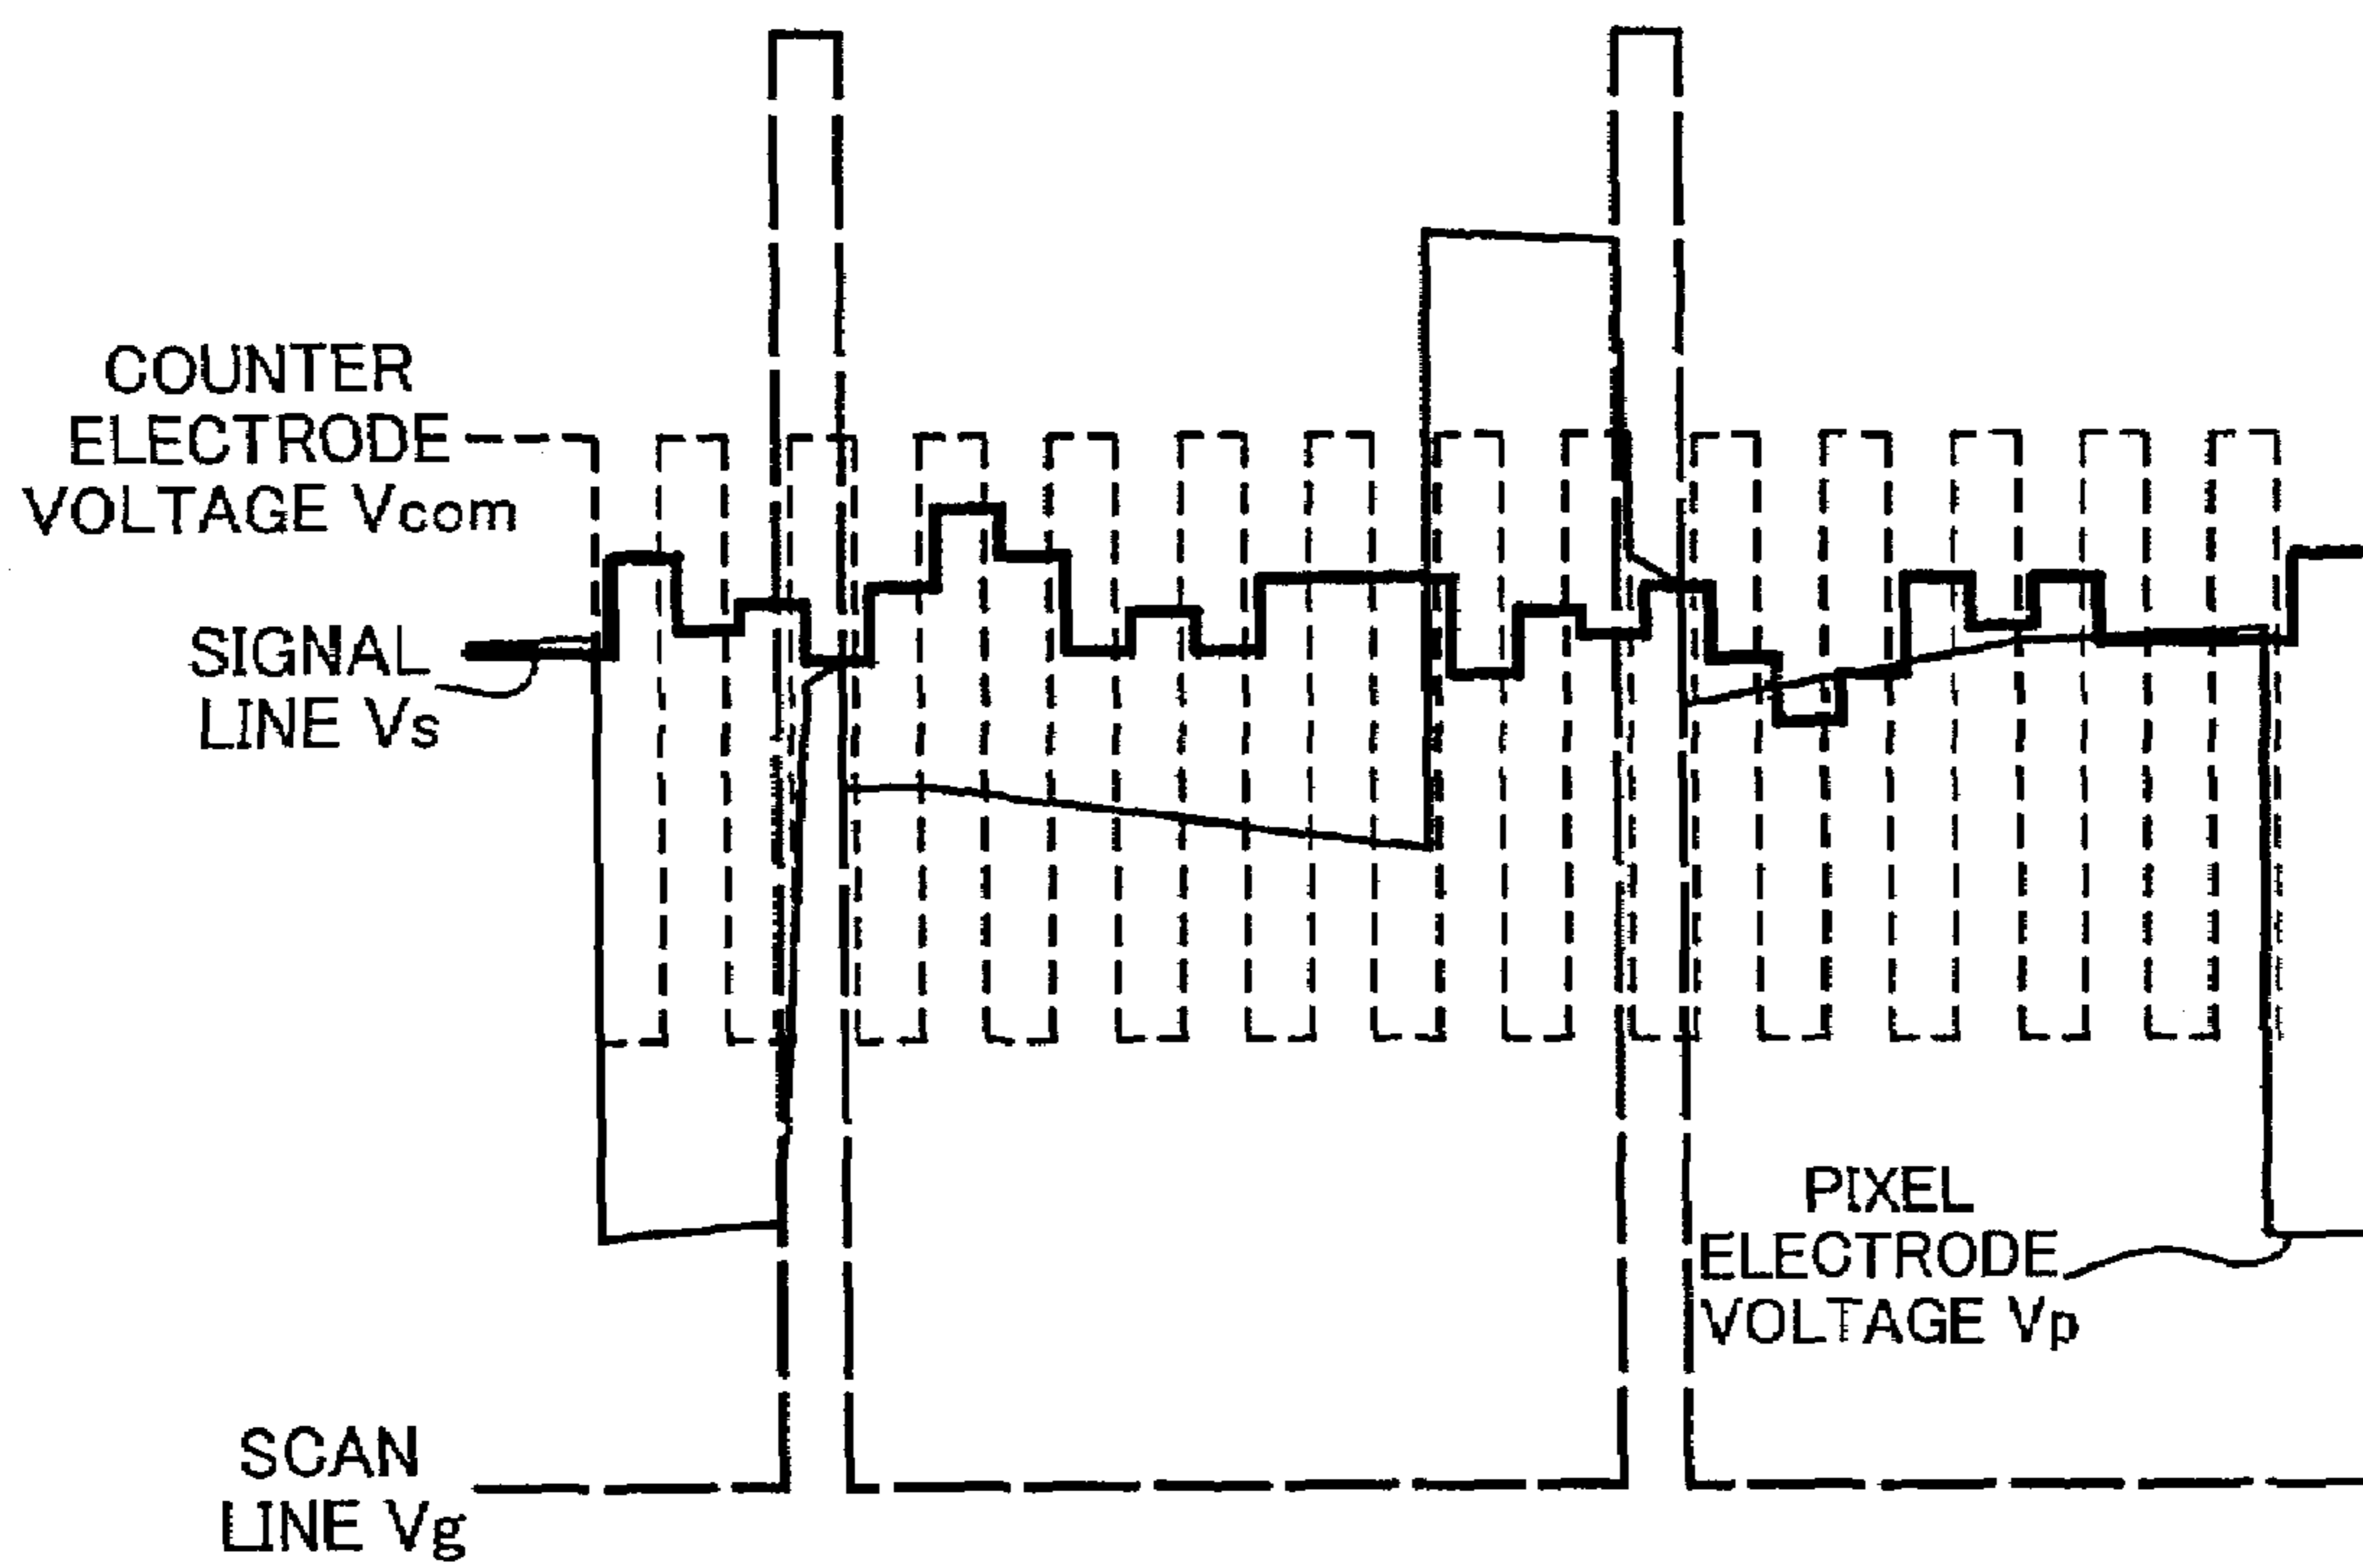 COUNTER
ELECTRODE
VOLTAGE Vcom
SIGNAL
LINE Vs
PIXEL
ELECTRODE
VOLTAGE Vp
SCAN
LINE Vg